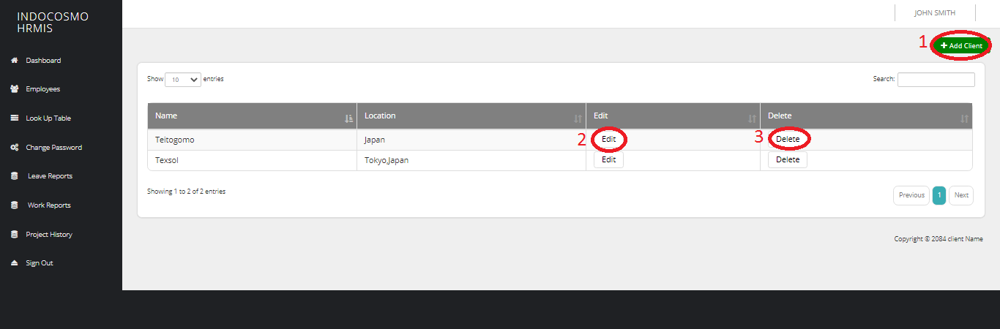 INDOCOSMO
HRMIS
JOHN SMITH
Dashboard
Employees
Look Up Table
Change Password
Leave Reports
Work Reports
Project History
Sign Out
1 Add Client
Show 10 entries Search:
Name Location Edit Delete
Teitogomo Japan 2 Edit 3 Delete
Texsol Tokyo,Japan Edit Delete
Showing 1 to 2 of 2 entries Previous 1 Next
Copyright © 2084 client Name